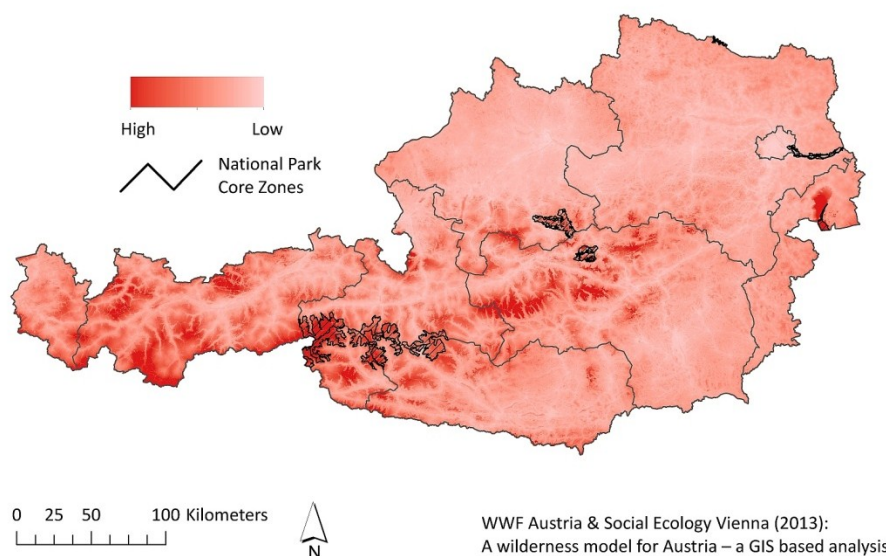 High Low
National Park
Core Zones
0 25 50 100 Kilometers
N
WWF Austria & Social Ecology Vienna (2013):
A wilderness model for Austria – a GIS based analysis